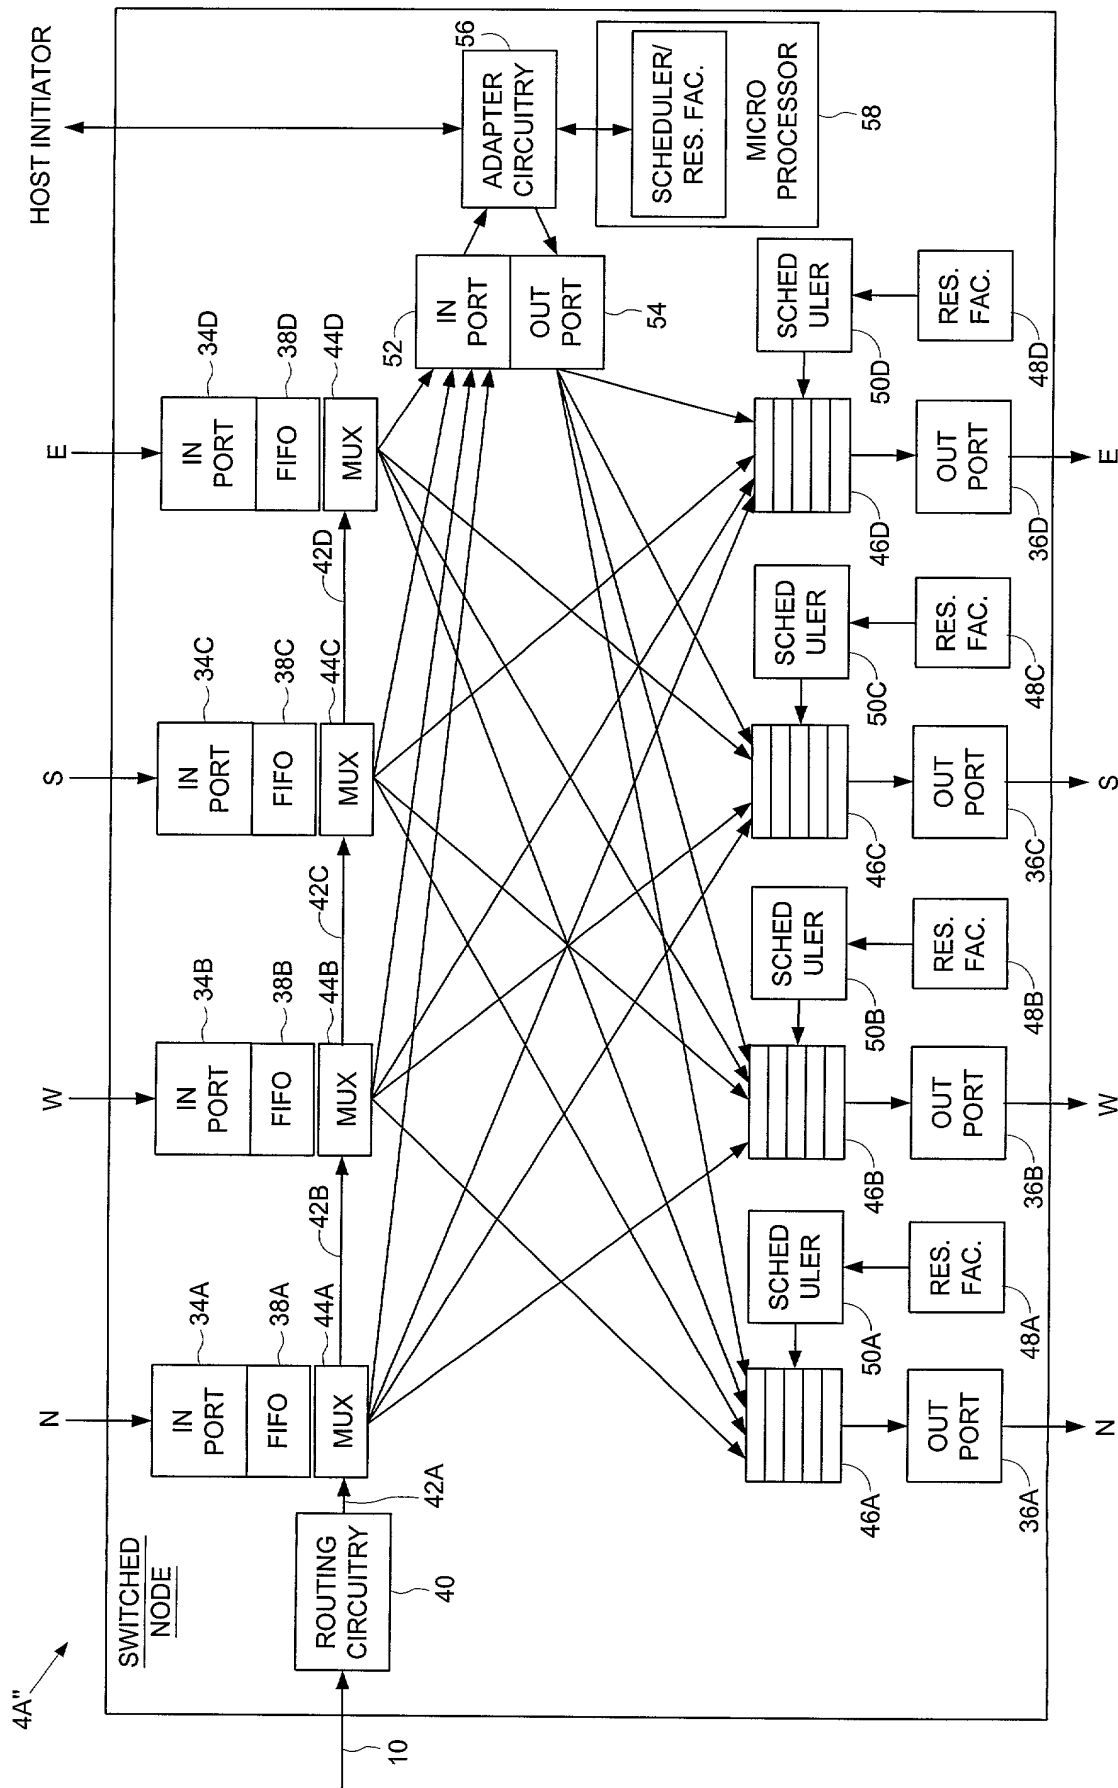 4A"
SWITCHED
NODE
HOST INITIATOR
N
W
S
E
IN
PORT
34A
FIFO
38A
MUX
44A
IN
PORT
34B
FIFO
38B
MUX
44B
IN
PORT
34C
FIFO
38C
MUX
44C
IN
PORT
34D
FIFO
38D
MUX
44D
10
ROUTING
CIRCUITRY
40
42A
42B
42C
42D
52
IN
PORT
OUT
PORT
54
56
ADAPTER
CIRCUITRY
SCHEDULER/
RES. FAC.
MICRO
PROCESSOR
58
46A
SCHED
ULER
50A
RES.
FAC.
48A
OUT
PORT
36A
46B
SCHED
ULER
50B
RES.
FAC.
48B
OUT
PORT
36B
46C
SCHED
ULER
50C
RES.
FAC.
48C
OUT
PORT
36C
46D
SCHED
ULER
50D
RES.
FAC.
48D
OUT
PORT
36D
N
W
S
E